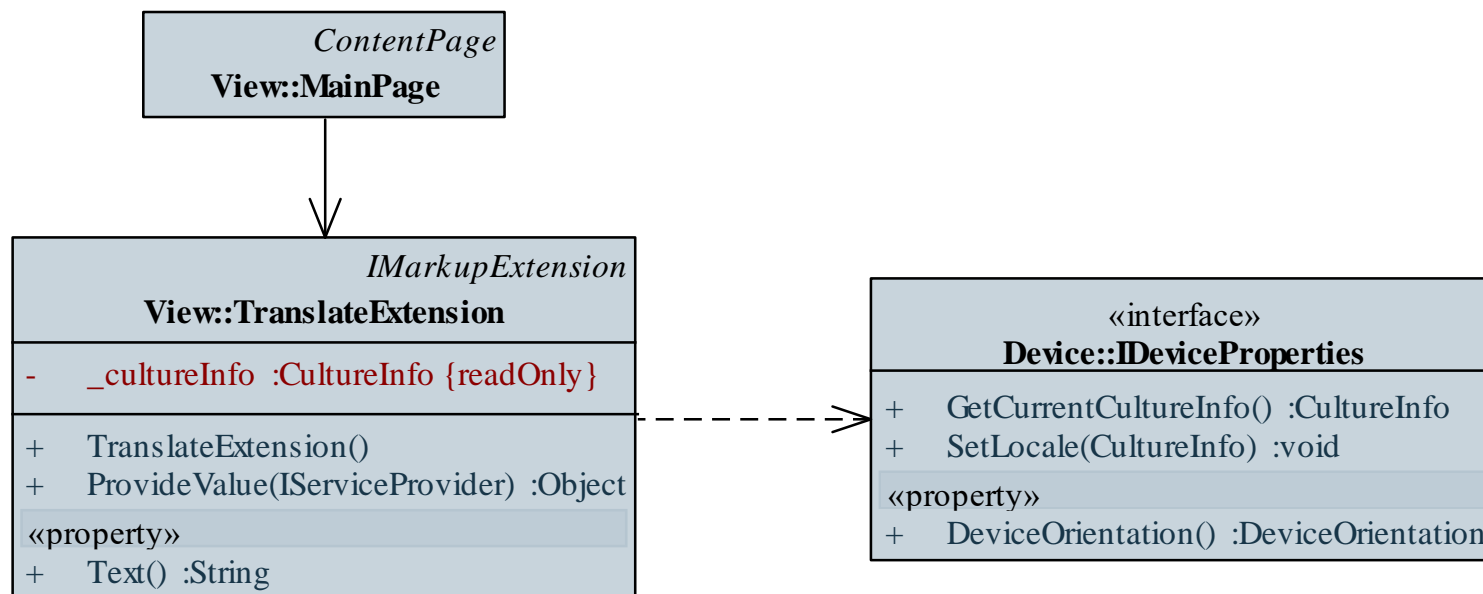 ContentPage
View::MainPage
IMarkupExtension
View::TranslateExtension
- _cultureInfo :CultureInfo {readOnly}
+ TranslateExtension()
+ ProvideValue(IServiceProvider) :Object
«property»
+ Text() :String
«interface»
Device::IDeviceProperties
+ GetCurrentCultureInfo() :CultureInfo
+ SetLocale(CultureInfo) :void
«property»
+ DeviceOrientation() :DeviceOrientation